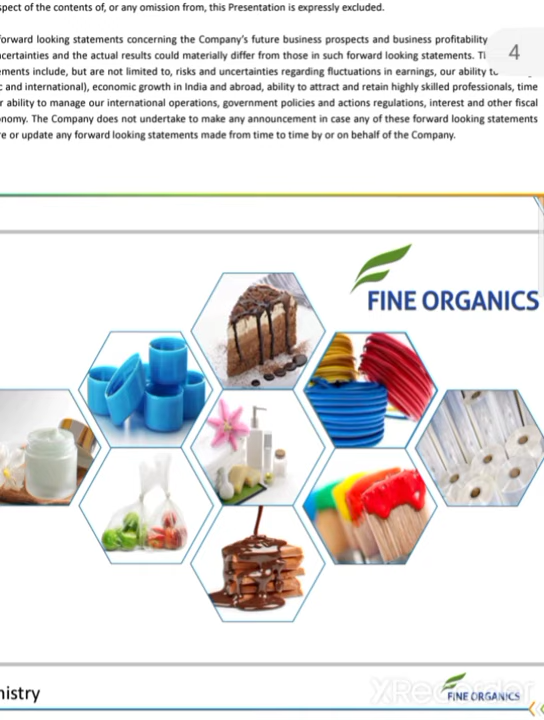 spect of the contents of, or any omission from, this Presentation is expressly excluded.
forward looking statements concerning the Company's future business prospects and business profitability
certainties and the actual results could materially differ from those in such forward looking statements.
4
ements include, but are not limited to, risks and uncertainties regarding fluctuations in earnings, our ability
c and international), economic growth in India and abroad, ability to attract and retain highly skilled professionals, time
r ability to manage our international operations, government policies and actions regulations, interest and other fiscal
nomy. The Company does not undertake to make any announcement in case any of these forward looking statements
re or update any forward looking statements made from time to time by or on behalf of the Company.
FINE ORGANICS
nistry
XRecorder
FINE ORGANICS